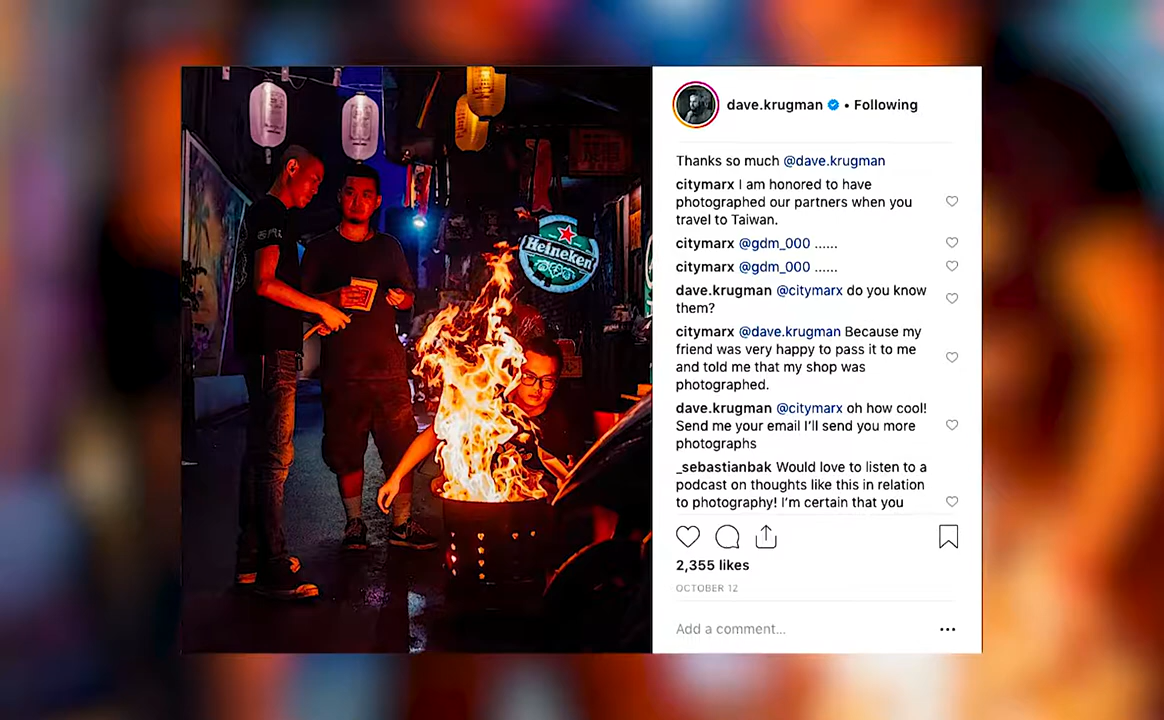 Heineken
dave.krugman • Following
Thanks so much @dave.krugman
citymarx I am honored to have
photographed our partners when you
travel to Taiwan.
citymarx @gdm_000 ......
citymarx @gdm_000 ......
dave.krugman @citymarx do you know
them?
citymarx @dave.krugman Because my
friend was very happy to pass it to me
and told me that my shop was
photographed.
dave.krugman @citymarx oh how cool!
Send me your email I'll send you more
photographs
_sebastianbak Would love to listen to a
podcast on thoughts like this in relation
to photography! I'm certain that you
2,355 likes
OCTOBER 12
Add a comment...